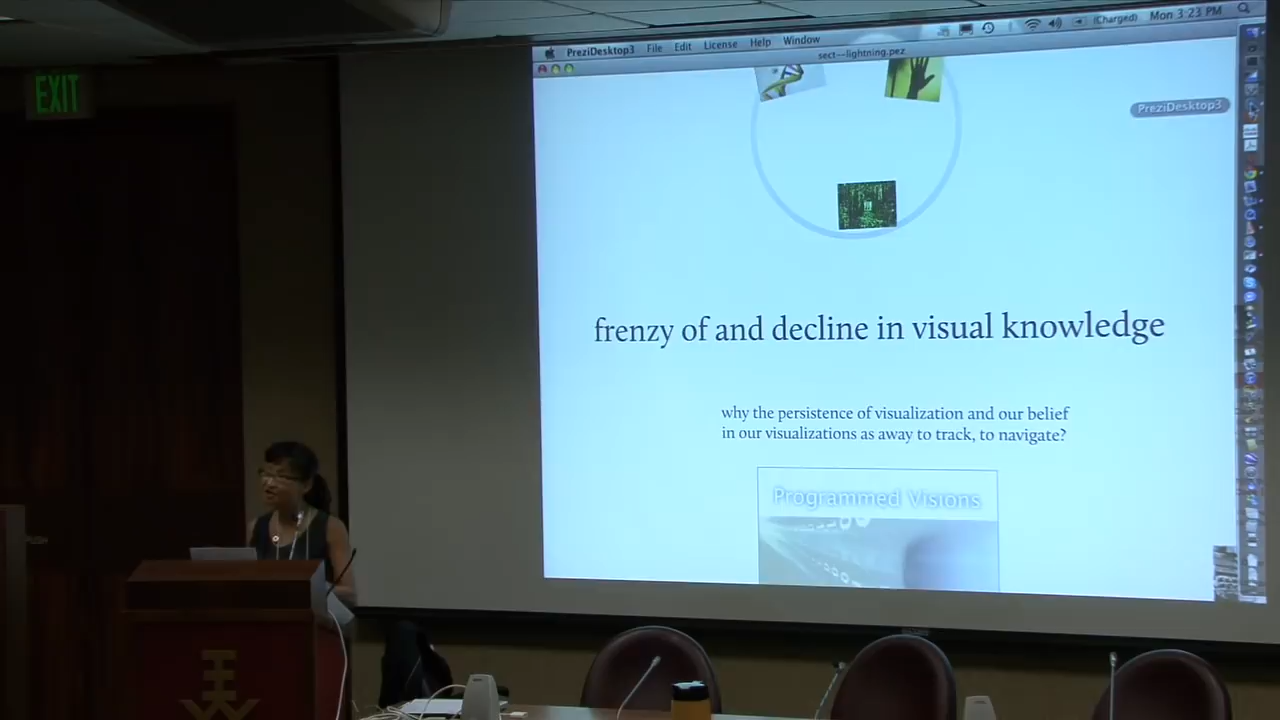 EXIT
PreziDesktop3 File Edit License Help Window
(Charged) Mon 3:23 PM
sect--lightning.pez
PreziDesktop3
frenzy of and decline in visual knowledge
why the persistence of visualization and our belief
in our visualizations as away to track, to navigate?
Programmed Visions